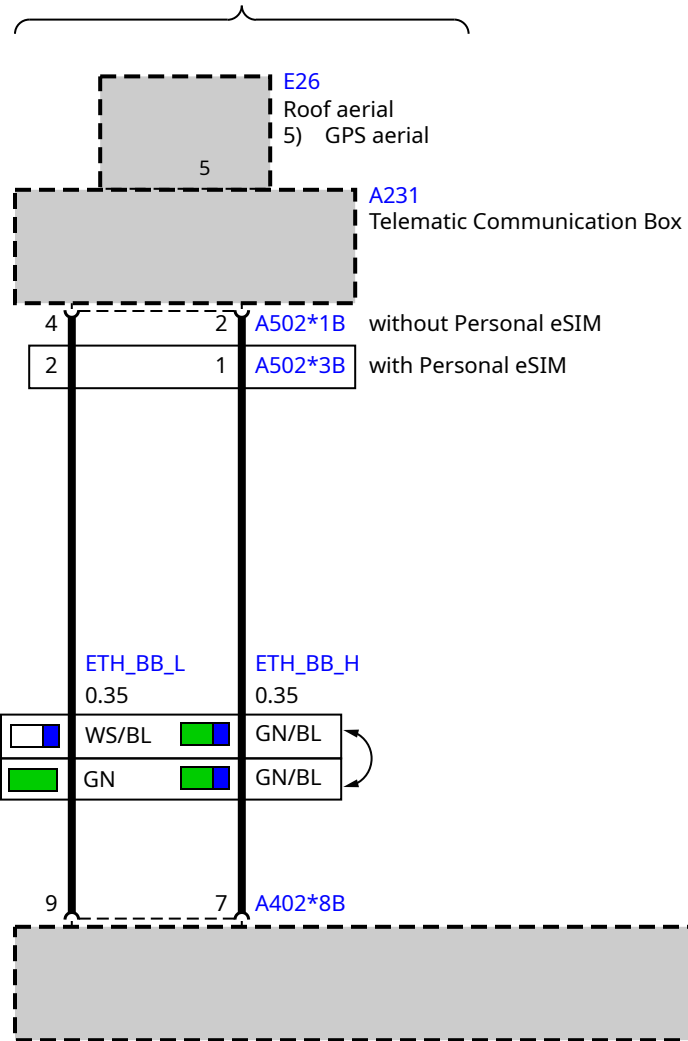 E26
Roof aerial
5) GPS aerial
5
A231
Telematic Communication Box
4 2 A502*1B without Personal eSIM
2 1 A502*3B with Personal eSIM
ETH_BB_L ETH_BB_H
0.35 0.35
WS/BL GN/BL
GN GN/BL
9 7 A402*8B